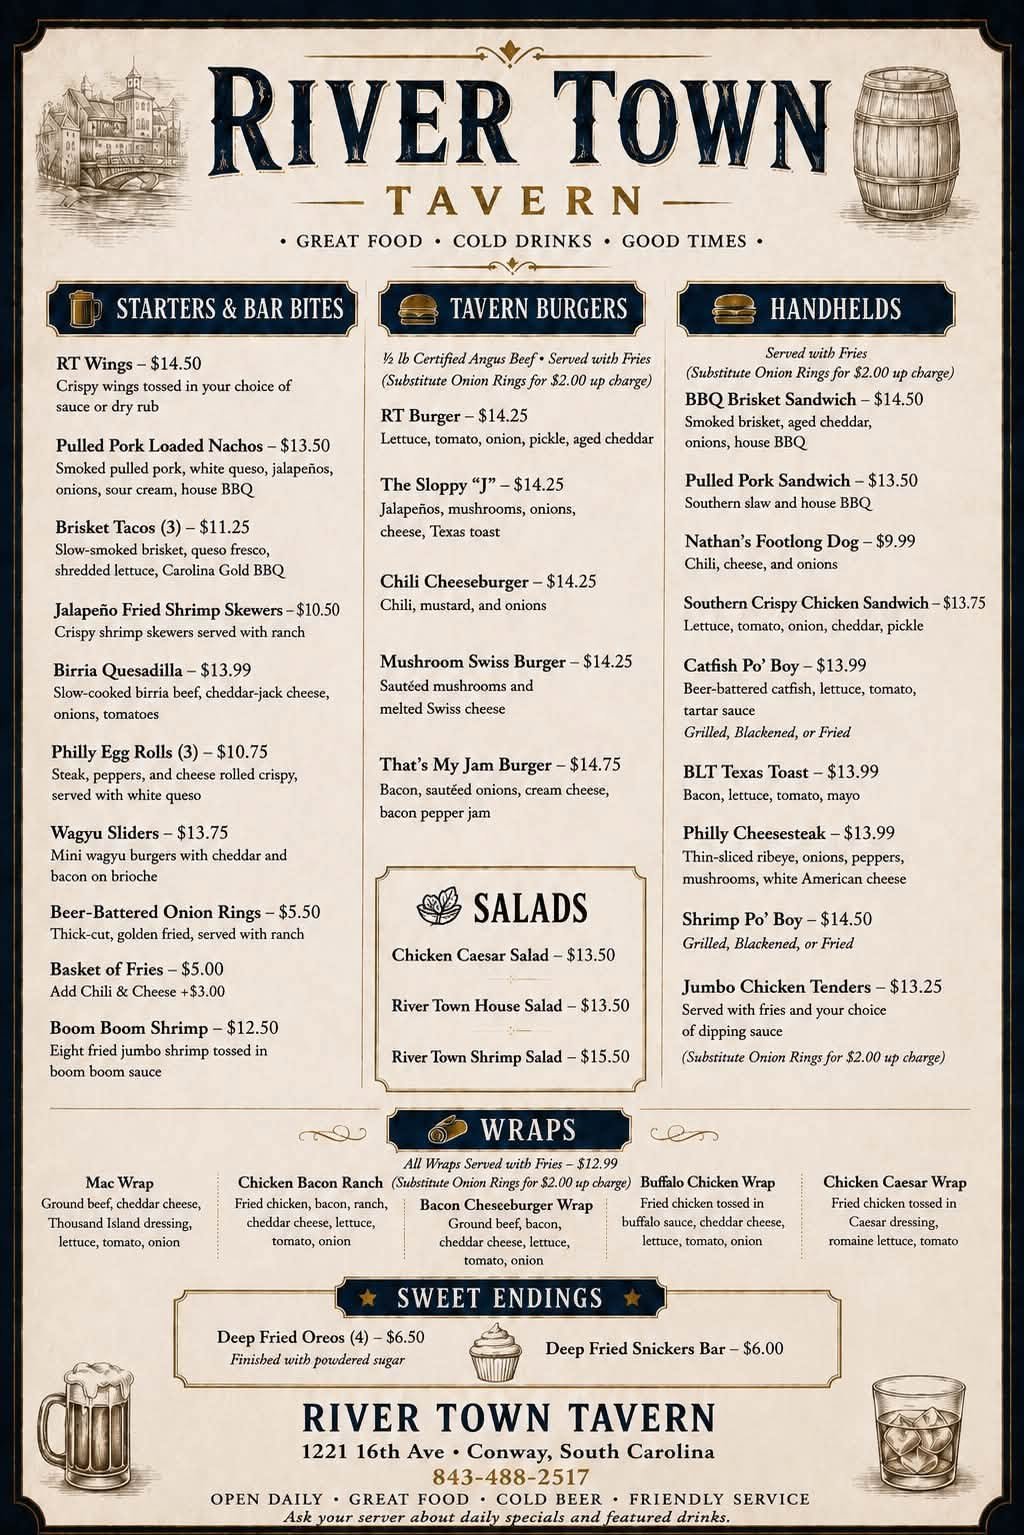 RIVER TOWN
TAVERN
• GREAT FOOD • COLD DRINKS • GOOD TIMES •
STARTERS & BAR BITES
RT Wings – $14.50
Crispy wings tossed in your choice of
sauce or dry rub
Pulled Pork Loaded Nachos – $13.50
Smoked pulled pork, white queso, jalapeños,
onions, sour cream, house BBQ
Brisket Tacos (3) – $11.25
Slow-smoked brisket, queso fresco,
shredded lettuce, Carolina Gold BBQ
Jalapeño Fried Shrimp Skewers – $10.50
Crispy shrimp skewers served with ranch
Birria Quesadilla – $13.99
Slow-cooked birria beef, cheddar-jack cheese,
onions, tomatoes
Philly Egg Rolls (3) – $10.75
Steak, peppers, and cheese rolled crispy,
served with white queso
Wagyu Sliders – $13.75
Mini wagyu burgers with cheddar and
bacon on brioche
Beer-Battered Onion Rings – $5.50
Thick-cut, golden fried, served with ranch
Basket of Fries – $5.00
Add Chili & Cheese +$3.00
Boom Boom Shrimp – $12.50
Eight fried jumbo shrimp tossed in
boom boom sauce
TAVERN BURGERS
½ lb Certified Angus Beef • Served with Fries
(Substitute Onion Rings for $2.00 up charge)
RT Burger – $14.25
Lettuce, tomato, onion, pickle, aged cheddar
The Sloppy “J” – $14.25
Jalapeños, mushrooms, onions,
cheese, Texas toast
Chili Cheeseburger – $14.25
Chili, mustard, and onions
Mushroom Swiss Burger – $14.25
Sautéed mushrooms and
melted Swiss cheese
That’s My Jam Burger – $14.75
Bacon, sautéed onions, cream cheese,
bacon pepper jam
SALADS
Chicken Caesar Salad – $13.50
River Town House Salad – $13.50
River Town Shrimp Salad – $15.50
HANDHELDS
Served with Fries
(Substitute Onion Rings for $2.00 up charge)
BBQ Brisket Sandwich – $14.50
Smoked brisket, aged cheddar,
onions, house BBQ
Pulled Pork Sandwich – $13.50
Southern slaw and house BBQ
Nathan’s Footlong Dog – $9.99
Chili, cheese, and onions
Southern Crispy Chicken Sandwich – $13.75
Lettuce, tomato, onion, cheddar, pickle
Catfish Po’ Boy – $13.99
Beer-battered catfish, lettuce, tomato,
tartar sauce
Grilled, Blackened, or Fried
BLT Texas Toast – $13.99
Bacon, lettuce, tomato, mayo
Philly Cheesesteak – $13.99
Thin-sliced ribeye, onions, peppers,
mushrooms, white American cheese
Shrimp Po’ Boy – $14.50
Grilled, Blackened, or Fried
Jumbo Chicken Tenders – $13.25
Served with fries and your choice
of dipping sauce
(Substitute Onion Rings for $2.00 up charge)
WRAPS
All Wraps Served with Fries – $12.99
(Substitute Onion Rings for $2.00 up charge)
Mac Wrap
Ground beef, cheddar cheese,
Thousand Island dressing,
lettuce, tomato, onion
Chicken Bacon Ranch
Fried chicken, bacon, ranch,
cheddar cheese, lettuce,
tomato, onion
Bacon Cheseeburger Wrap
Ground beef, bacon,
cheddar cheese, lettuce,
tomato, onion
Buffalo Chicken Wrap
Fried chicken tossed in
buffalo sauce, cheddar cheese,
lettuce, tomato, onion
Chicken Caesar Wrap
Fried chicken tossed in
Caesar dressing,
romaine lettuce, tomato
SWEET ENDINGS
Deep Fried Oreos (4) – $6.50
Finished with powdered sugar
Deep Fried Snickers Bar – $6.00
RIVER TOWN TAVERN
1221 16th Ave • Conway, South Carolina
843-488-2517
OPEN DAILY • GREAT FOOD • COLD BEER • FRIENDLY SERVICE
Ask your server about daily specials and featured drinks.